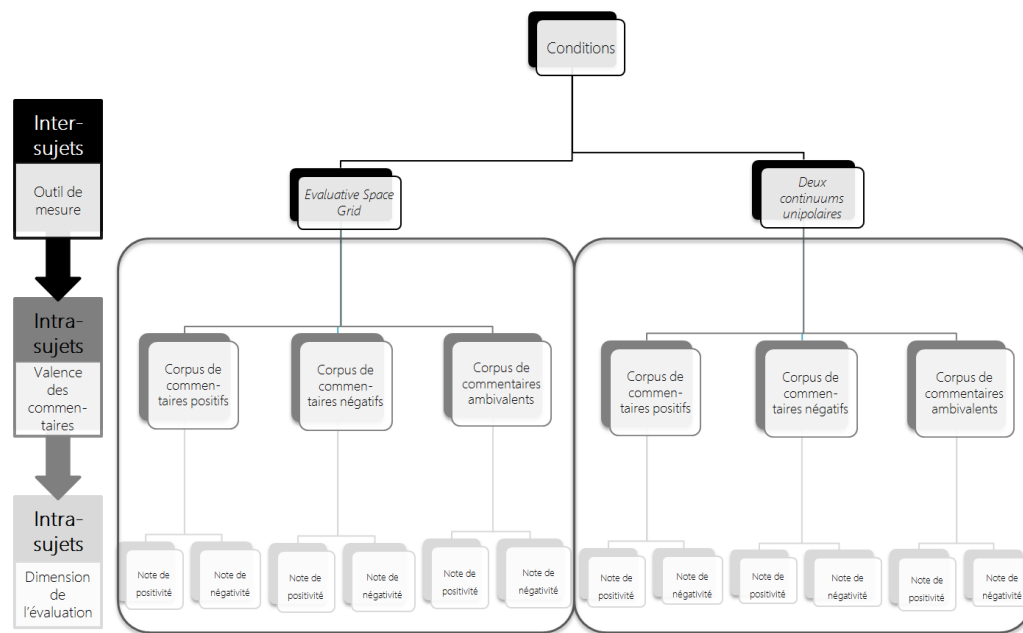 Conditions
Inter-
sujets
Outil de
mesure
Evaluative Space
Grid
Deux
continuums
unipolaires
Intra-
sujets
Valence
des
commen-
taires
Corpus de
commen-
taires positifs
Corpus de
commen-
taires négatifs
Corpus de
commentaires
ambivalents
Corpus de
commen-
taires positifs
Corpus de
commen-
taires négatifs
Corpus de
commentaires
ambivalents
Intra-
sujets
Dimension
de
l'évaluation
Note de
positivité
Note de
négativité
Note de
positivité
Note de
négativité
Note de
positivité
Note de
négativité
Note de
positivité
Note de
négativité
Note de
positivité
Note de
négativité
Note de
positivité
Note de
négativité